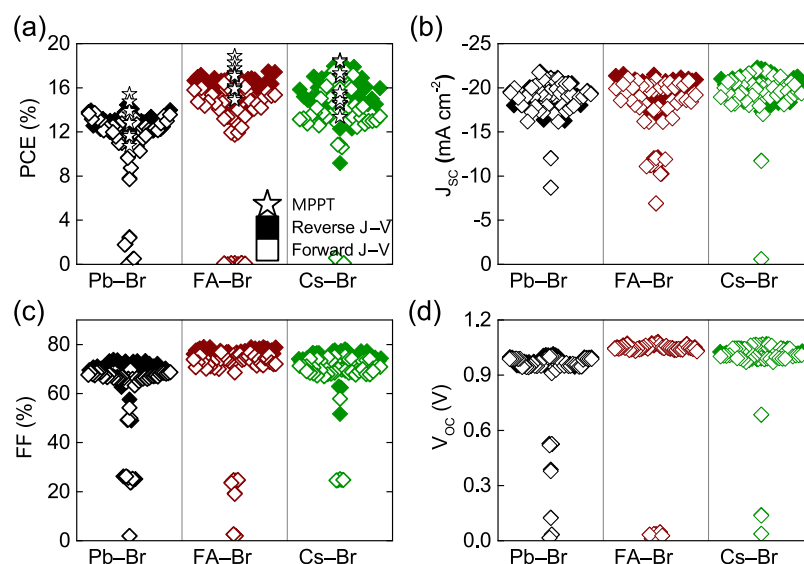 (a)
PCE (%)
20
16
12
8
4
0
MPPT
Reverse J–V
Forward J–V
Pb–Br
FA–Br
Cs–Br
(b)
J_SC (mA cm⁻²)
-25
-20
-15
-10
-5
0
Pb–Br
FA–Br
Cs–Br
(c)
FF (%)
80
60
40
20
0
Pb–Br
FA–Br
Cs–Br
(d)
V_OC (V)
1.2
0.9
0.6
0.3
0.0
Pb–Br
FA–Br
Cs–Br